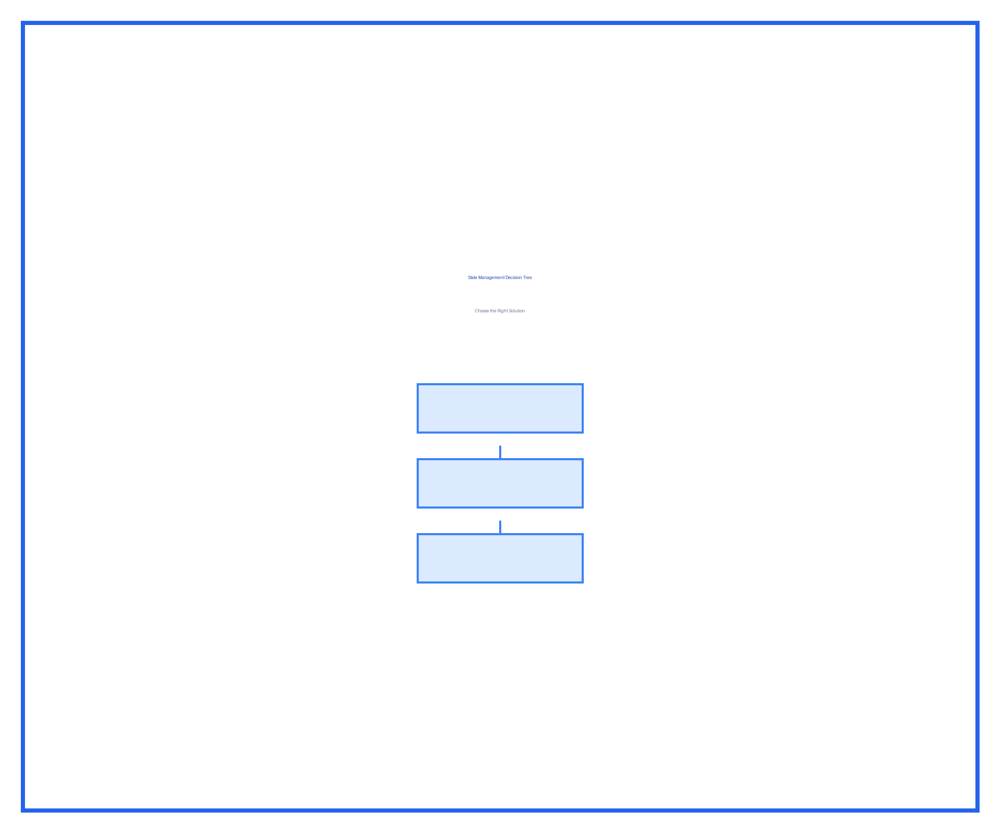 State Management Decision Tree
Choose the Right Solution